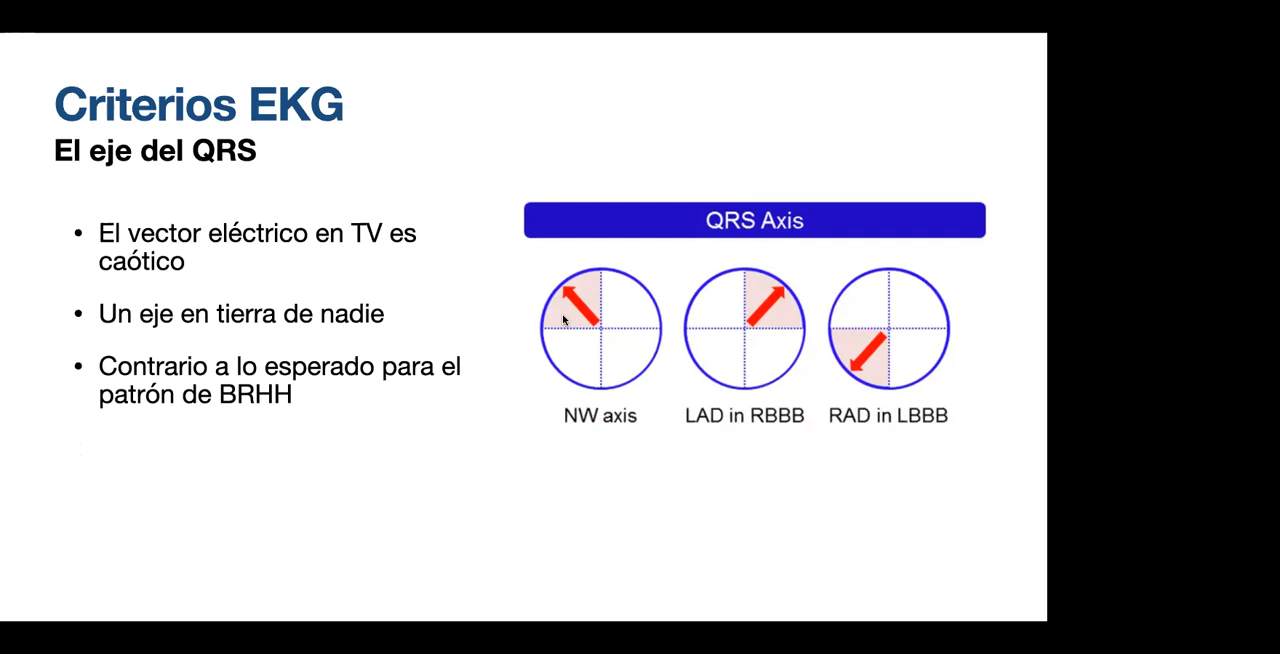 Criterios EKG
El eje del QRS
• El vector eléctrico en TV es
caótico
• Un eje en tierra de nadie
• Contrario a lo esperado para el
patrón de BRHH
QRS Axis
NW axis
LAD in RBBB
RAD in LBBB